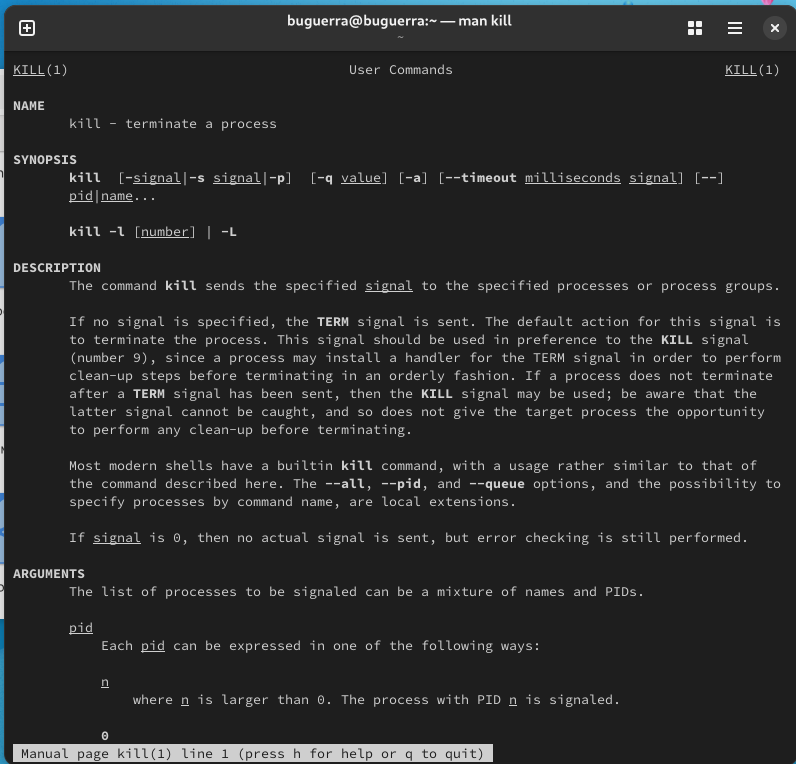 buguerra@buguerra:~ — man kill
~
KILL(1) User Commands KILL(1)
NAME
kill - terminate a process
SYNOPSIS
kill [-signal|-s signal|-p] [-q value] [-a] [--timeout milliseconds signal] [--]
pid|name...
kill -l [number] | -L
DESCRIPTION
The command kill sends the specified signal to the specified processes or process groups.
If no signal is specified, the TERM signal is sent. The default action for this signal is
to terminate the process. This signal should be used in preference to the KILL signal
(number 9), since a process may install a handler for the TERM signal in order to perform
clean-up steps before terminating in an orderly fashion. If a process does not terminate
after a TERM signal has been sent, then the KILL signal may be used; be aware that the
latter signal cannot be caught, and so does not give the target process the opportunity
to perform any clean-up before terminating.
Most modern shells have a builtin kill command, with a usage rather similar to that of
the command described here. The --all, --pid, and --queue options, and the possibility to
specify processes by command name, are local extensions.
If signal is 0, then no actual signal is sent, but error checking is still performed.
ARGUMENTS
The list of processes to be signaled can be a mixture of names and PIDs.
pid
Each pid can be expressed in one of the following ways:
n
where n is larger than 0. The process with PID n is signaled.
0
Manual page kill(1) line 1 (press h for help or q to quit)